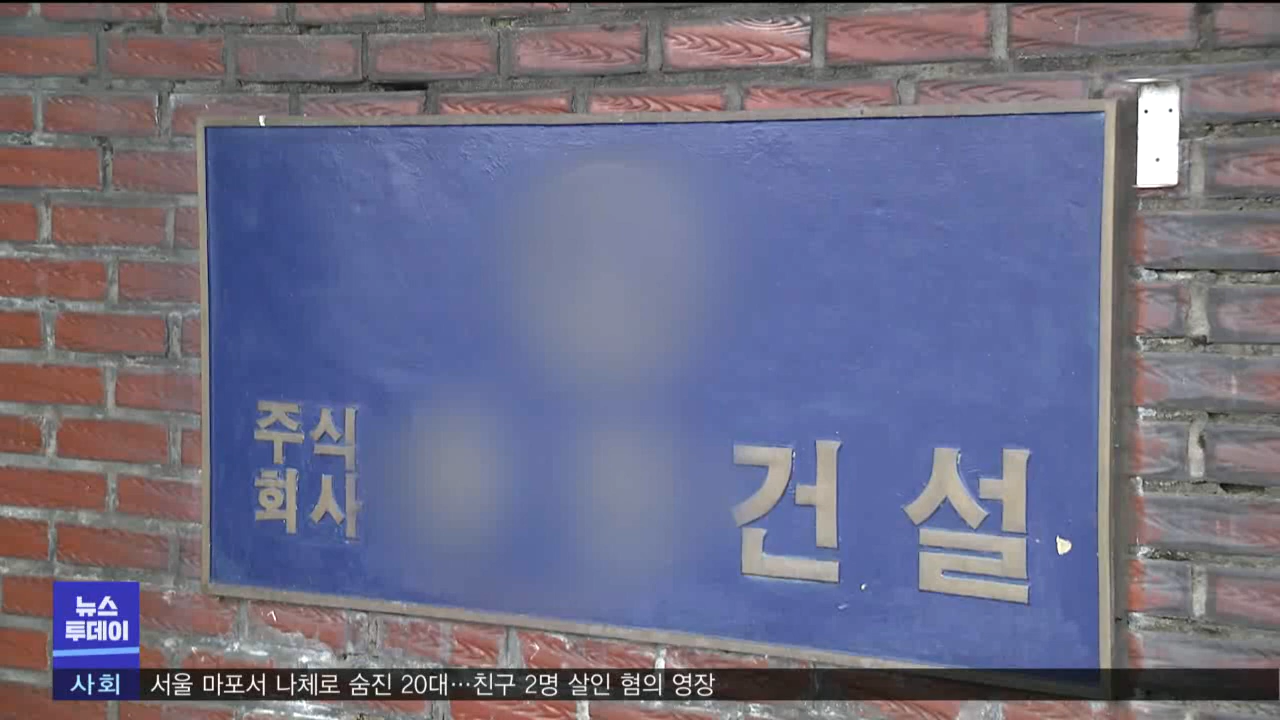 주식
회사
건설
뉴스
투데이
사회
서울 마포서 나체로 숨진 20대…친구 2명 살인 혐의 영장